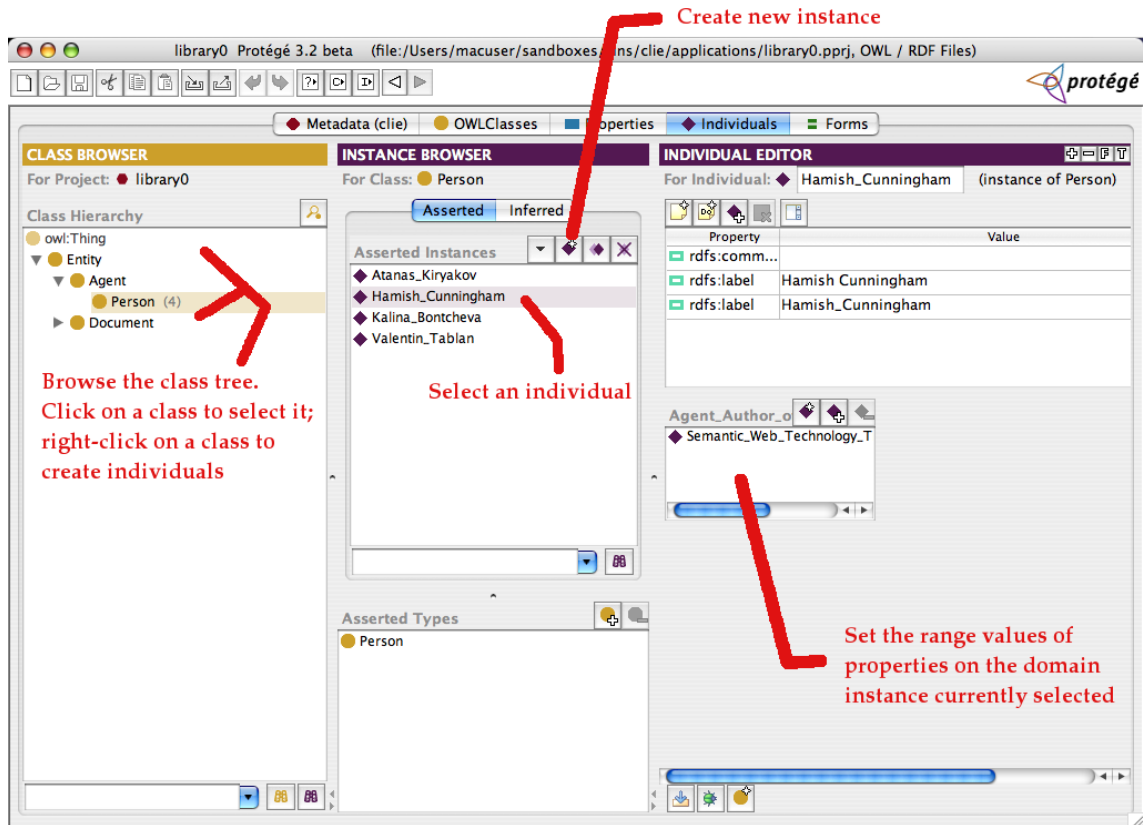 Create new instance
library0 Protégé 3.2 beta (file:/Users/macuser/sandboxes/ns/clie/applications/library0.pprj, OWL / RDF Files)
protégé
Metadata (clie) OWLClasses Properties Individuals Forms
CLASS BROWSER
For Project: library0
Class Hierarchy
owl:Thing
Entity
Agent
Person (4)
Document
Browse the class tree.
Click on a class to select it;
right-click on a class to
create individuals
INSTANCE BROWSER
For Class: Person
Asserted Inferred
Asserted Instances
Atanas_Kiryakov
Hamish_Cunningham
Kalina_Bontcheva
Valentin_Tablan
Select an individual
Asserted Types
Person
INDIVIDUAL EDITOR
For Individual: Hamish_Cunningham (instance of Person)
Property Value
rdfs:comm...
rdfs:label Hamish Cunningham
rdfs:label Hamish_Cunningham
Agent_Author_o
Semantic_Web_Technology_T
Set the range values of
properties on the domain
instance currently selected